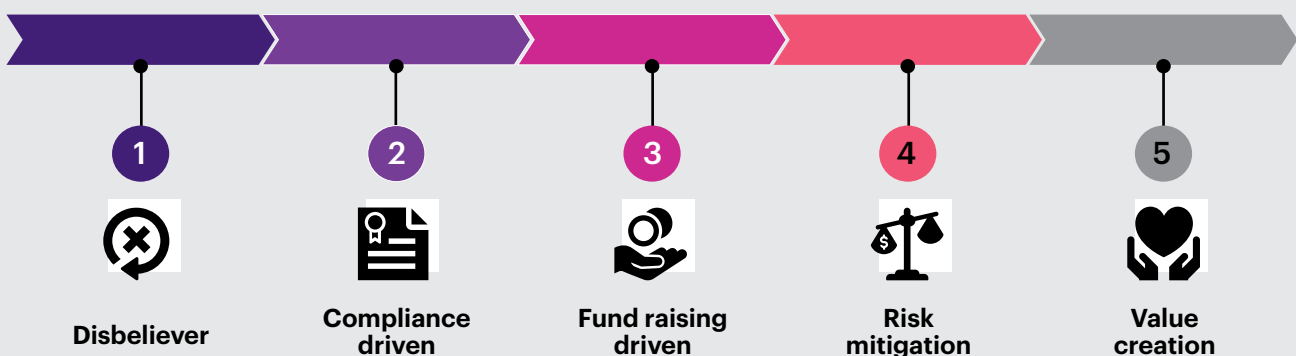 1
2
3
4
5
$
Disbeliever
Compliance
driven
Fund raising
driven
Risk
mitigation
Value
creation